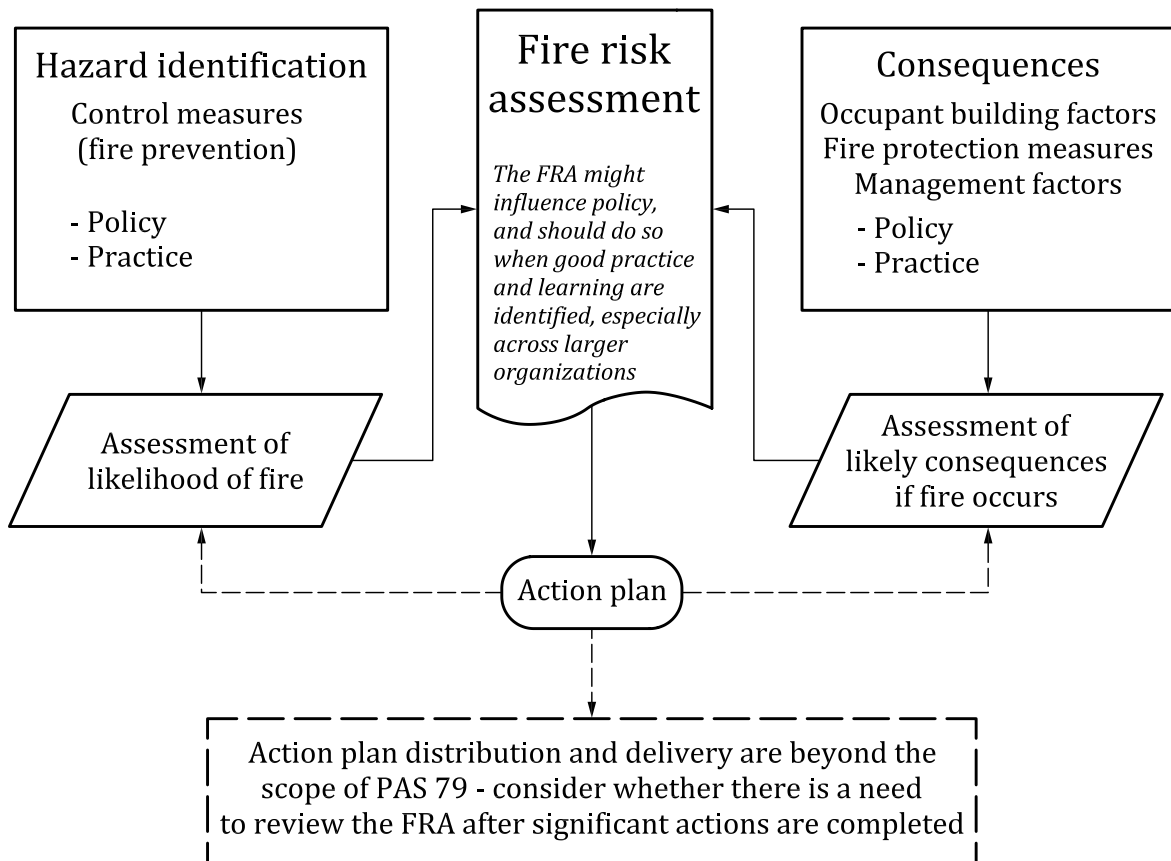 Hazard identification
Control measures
(fire prevention)
- Policy
- Practice
Fire risk
assessment
The FRA might
influence policy,
and should do so
when good practice
and learning are
identified, especially
across larger
organizations
Consequences
Occupant building factors
Fire protection measures
Management factors
- Policy
- Practice
Assessment of
likelihood of fire
Assessment of
likely consequences
if fire occurs
Action plan
Action plan distribution and delivery are beyond the
scope of PAS 79 - consider whether there is a need
to review the FRA after significant actions are completed